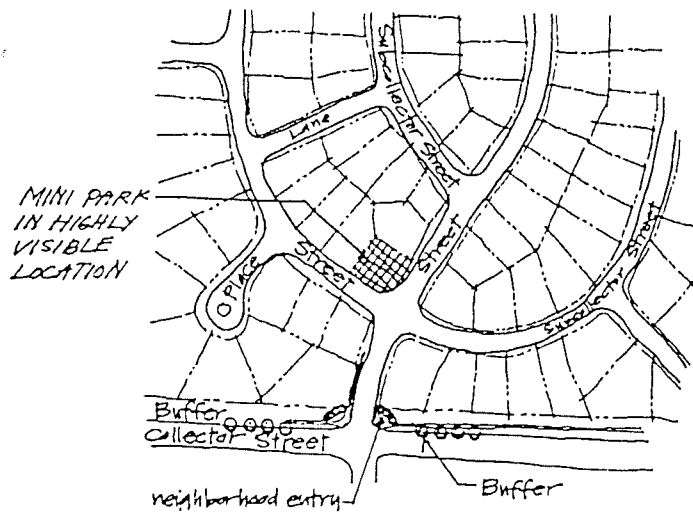 Subcollector Street
Lane
MINI PARK
IN HIGHLY
VISIBLE
LOCATION
Street
Street
Place
Subcollector Street
Buffer
Collector Street
neighborhood entry
Buffer